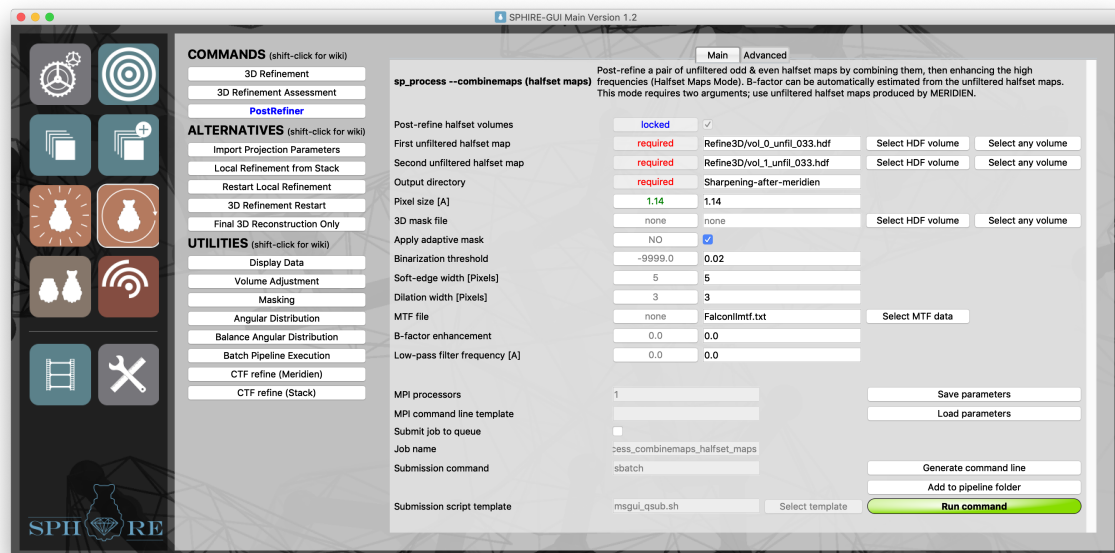 SPHIRE-GUI Main Version 1.2
COMMANDS (shift-click for wiki)
3D Refinement
3D Refinement Assessment
PostRefiner
ALTERNATIVES (shift-click for wiki)
Import Projection Parameters
Local Refinement from Stack
Restart Local Refinement
3D Refinement Restart
Final 3D Reconstruction Only
UTILITIES (shift-click for wiki)
Display Data
Volume Adjustment
Masking
Angular Distribution
Balance Angular Distribution
Batch Pipeline Execution
CTF refine (Meridien)
CTF refine (Stack)
SPHIRE
Main Advanced
sp_process --combinemaps (halfset maps)
Post-refine a pair of unfiltered odd & even halfset maps by combining them, then enhancing the high
frequencies (Halfset Maps Mode). B-factor can be automatically estimated from the unfiltered halfset maps.
This mode requires two arguments; use unfiltered halfset maps produced by MERIDIEN.
Post-refine halfset volumes locked
First unfiltered halfset map required Refine3D/vol_0_unfil_033.hdf Select HDF volume Select any volume
Second unfiltered halfset map required Refine3D/vol_1_unfil_033.hdf Select HDF volume Select any volume
Output directory required Sharpening-after-meridien
Pixel size [A] 1.14 1.14
3D mask file none none Select HDF volume Select any volume
Apply adaptive mask NO
Binarization threshold -9999.0 0.02
Soft-edge width [Pixels] 5 5
Dilation width [Pixels] 3 3
MTF file none FalconIImtf.txt Select MTF data
B-factor enhancement 0.0 0.0
Low-pass filter frequency [A] 0.0 0.0
MPI processors 1 Save parameters
MPI command line template Load parameters
Submit job to queue
Job name cess_combinemaps_halfset_maps
Submission command sbatch Generate command line
Add to pipeline folder
Submission script template msgui_qsub.sh Select template Run command